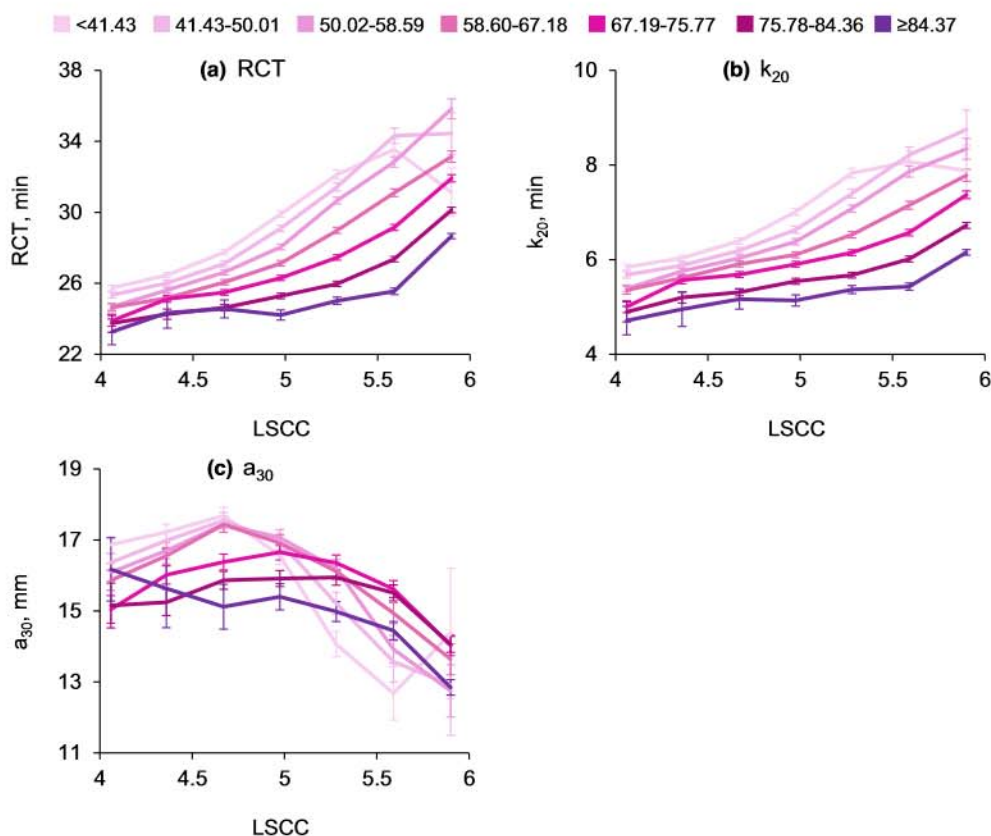 <41.43 41.43-50.01 50.02-58.59 58.60-67.18 67.19-75.77 75.78-84.36 ≥84.37
(a) RCT
38
34
30
26
22
RCT, min
4 4.5 5 5.5 6
LSCC
(b) k20
10
8
6
4
k20, min
4 4.5 5 5.5 6
LSCC
(c) a30
19
17
15
13
11
a30, mm
4 4.5 5 5.5 6
LSCC